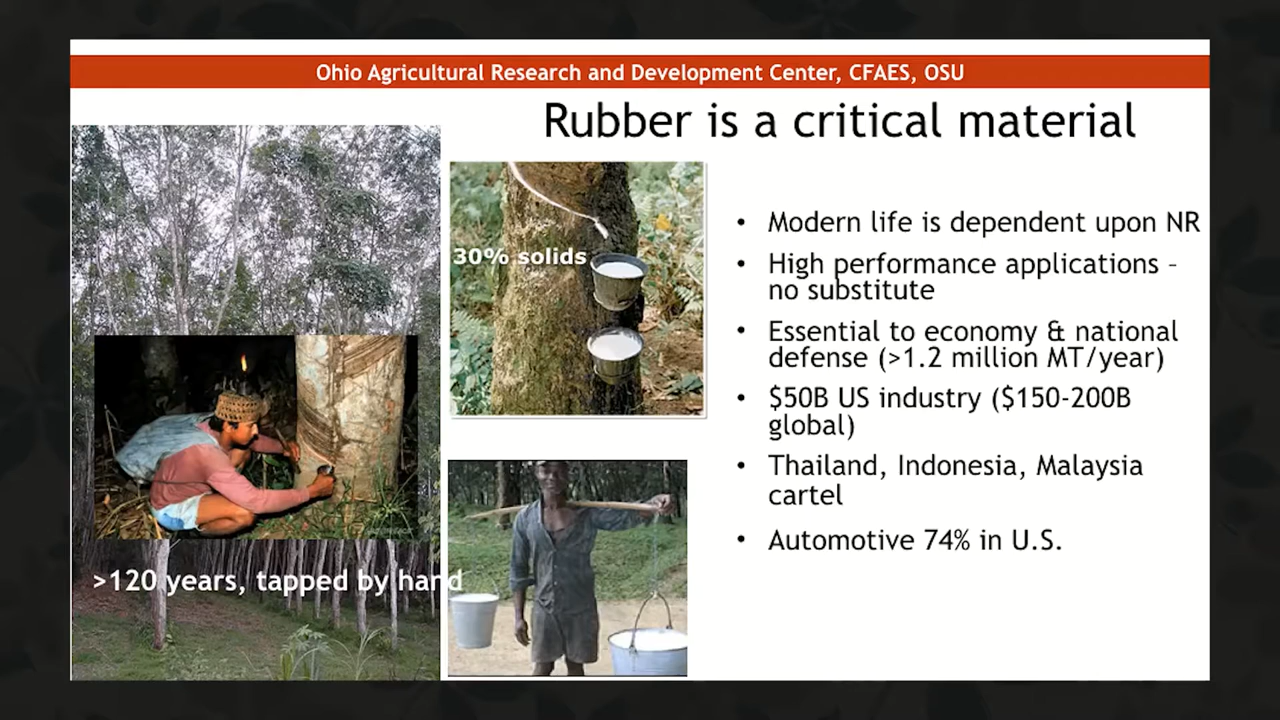 Ohio Agricultural Research and Development Center, CFAES, OSU
Rubber is a critical material
30% solids
>120 years, tapped by hand
• Modern life is dependent upon NR
• High performance applications –
no substitute
• Essential to economy & national
defense (>1.2 million MT/year)
• $50B US industry ($150-200B
global)
• Thailand, Indonesia, Malaysia
cartel
• Automotive 74% in U.S.